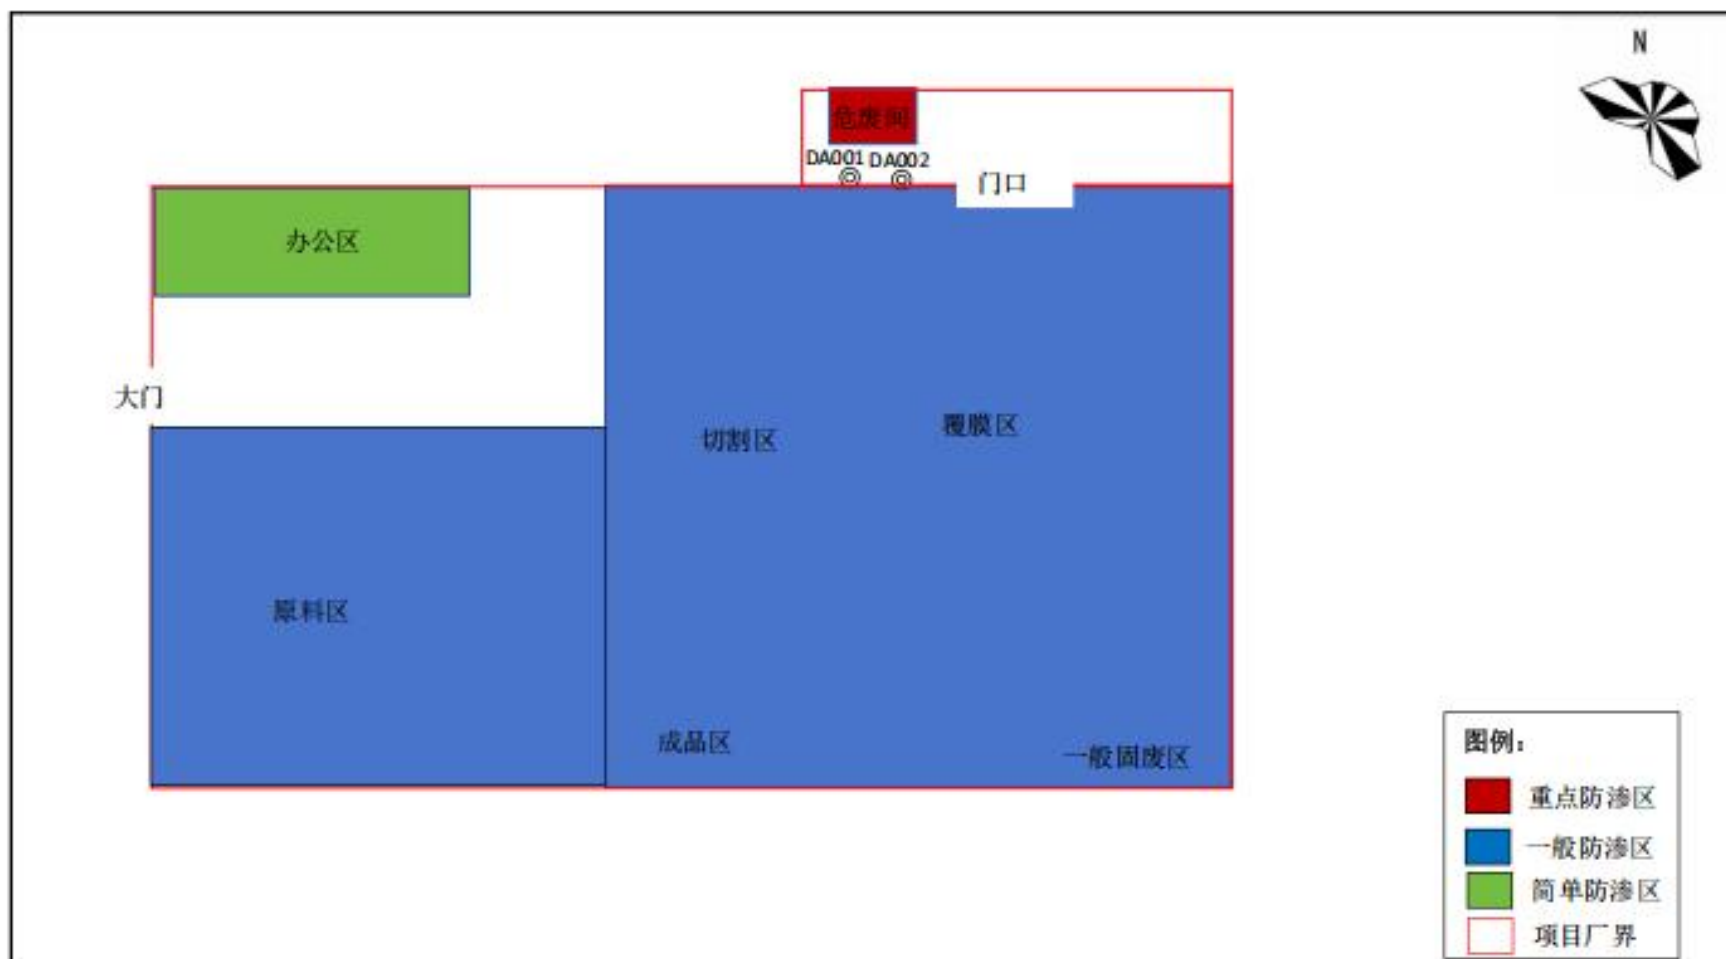 N
危废间
DA001 DA002
门口
办公区
大门
切割区
覆膜区
原料区
成品区
一般固废区
图例：
重点防渗区
一般防渗区
简单防渗区
项目厂界